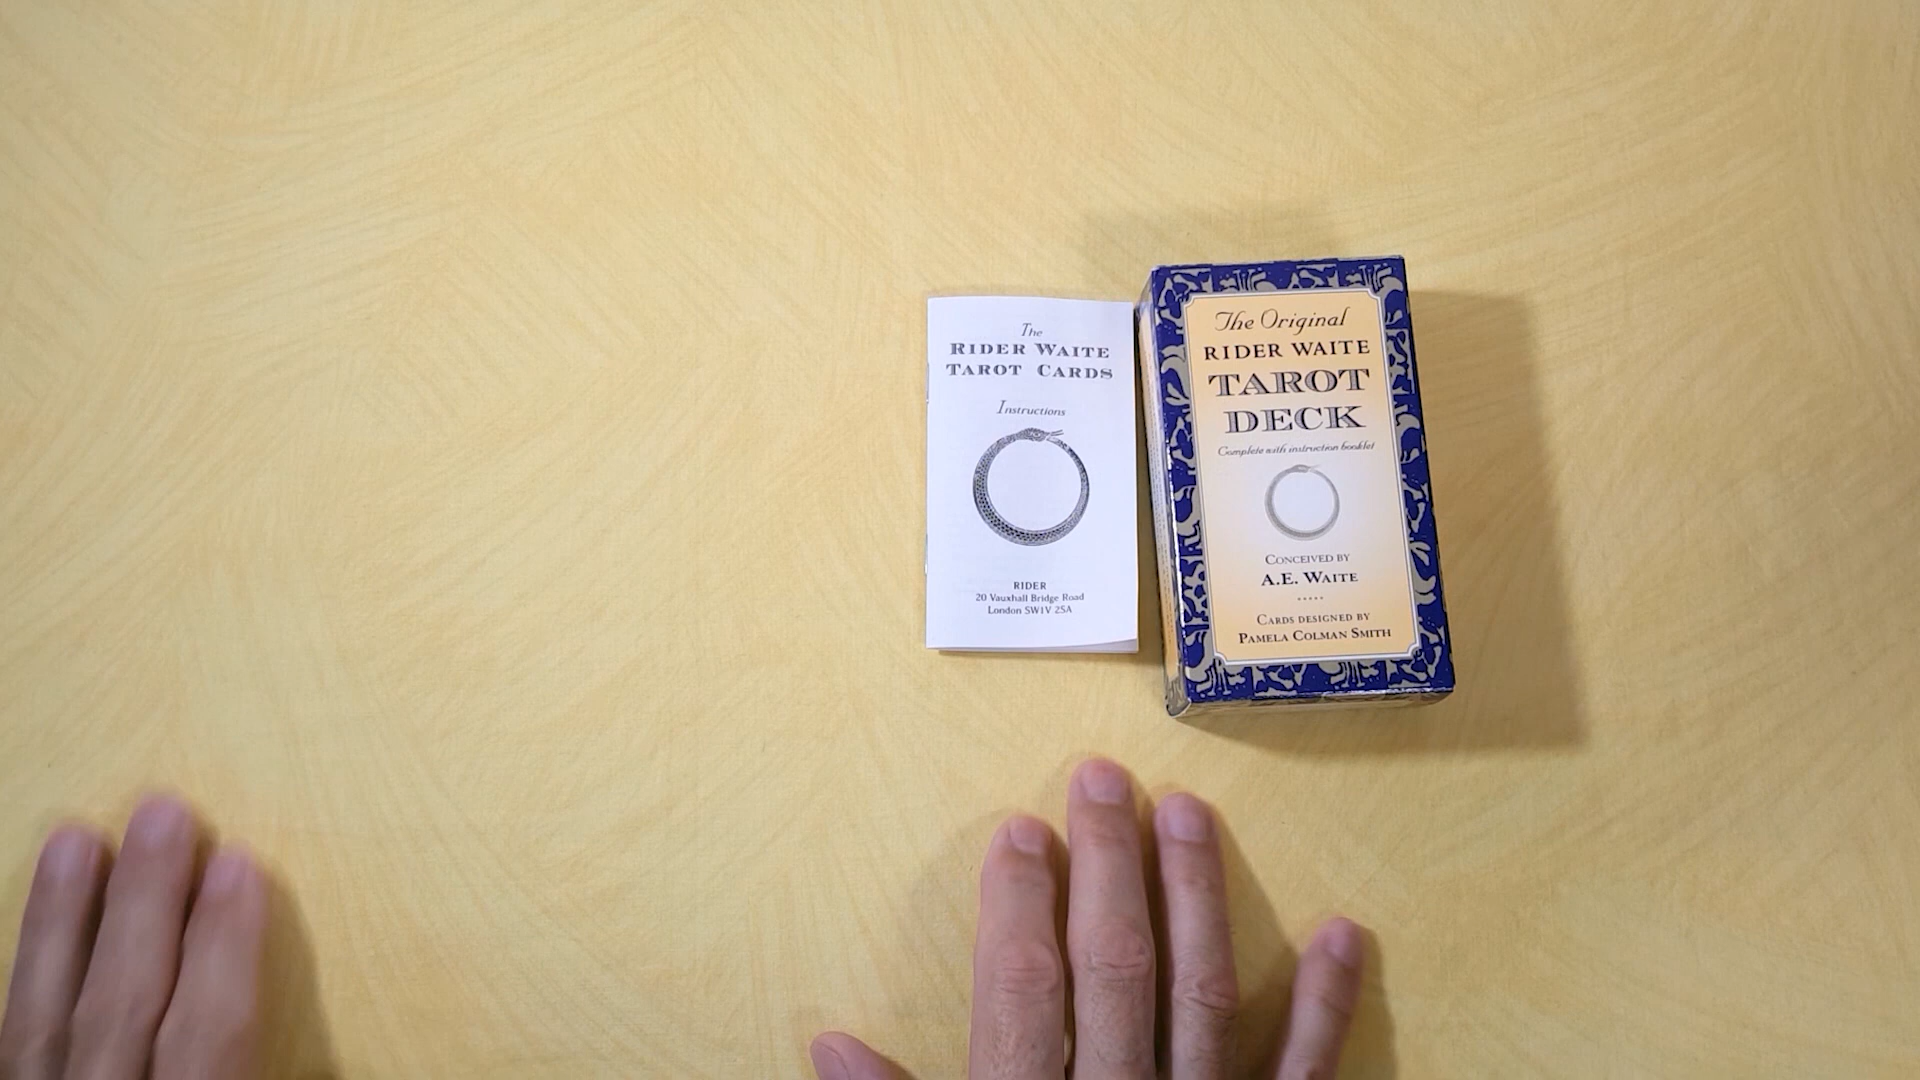 The
RIDER WAITE
TAROT CARDS
Instructions
RIDER
20 Vauxhall Bridge Road
London SW1V 2SA
The Original
RIDER WAITE
TAROT
DECK
Complete with instruction booklet
CONCEIVED BY
A.E. WAITE
CARDS DESIGNED BY
PAMELA COLMAN SMITH